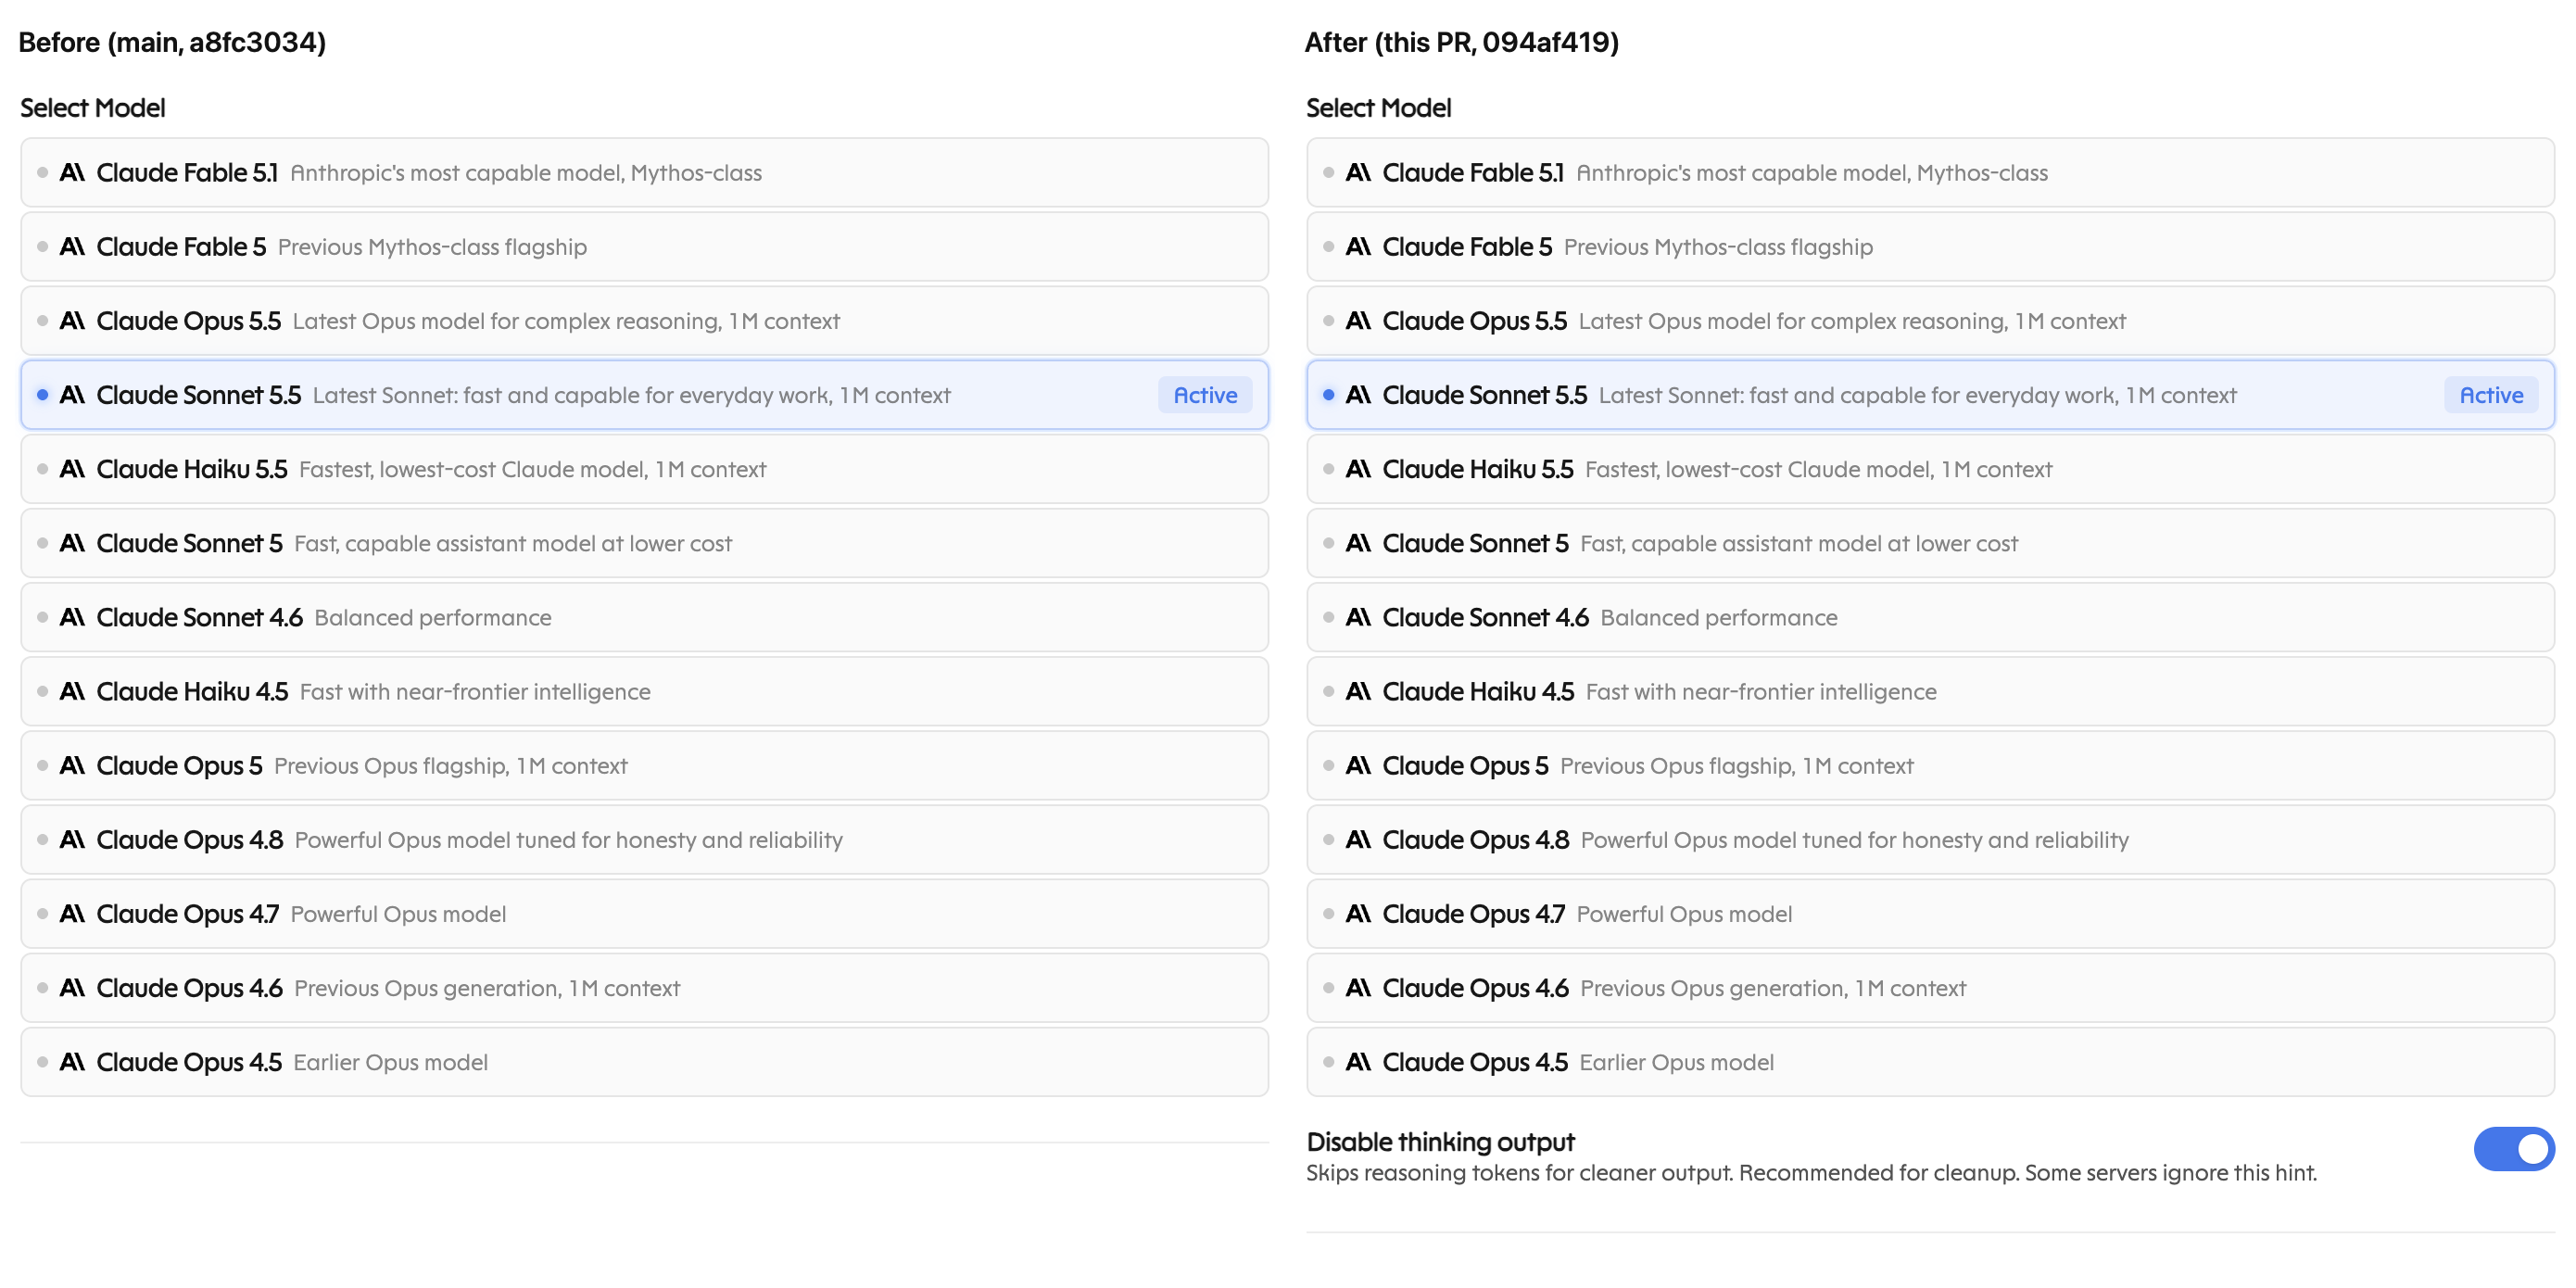 Before (main, a8fc3034)
Select Model
Claude Fable 5.1 Anthropic's most capable model, Mythos-class
Claude Fable 5 Previous Mythos-class flagship
Claude Opus 5.5 Latest Opus model for complex reasoning, 1M context
Claude Sonnet 5.5 Latest Sonnet: fast and capable for everyday work, 1M context Active
Claude Haiku 5.5 Fastest, lowest-cost Claude model, 1M context
Claude Sonnet 5 Fast, capable assistant model at lower cost
Claude Sonnet 4.6 Balanced performance
Claude Haiku 4.5 Fast with near-frontier intelligence
Claude Opus 5 Previous Opus flagship, 1M context
Claude Opus 4.8 Powerful Opus model tuned for honesty and reliability
Claude Opus 4.7 Powerful Opus model
Claude Opus 4.6 Previous Opus generation, 1M context
Claude Opus 4.5 Earlier Opus model
After (this PR, 094af419)
Select Model
Claude Fable 5.1 Anthropic's most capable model, Mythos-class
Claude Fable 5 Previous Mythos-class flagship
Claude Opus 5.5 Latest Opus model for complex reasoning, 1M context
Claude Sonnet 5.5 Latest Sonnet: fast and capable for everyday work, 1M context Active
Claude Haiku 5.5 Fastest, lowest-cost Claude model, 1M context
Claude Sonnet 5 Fast, capable assistant model at lower cost
Claude Sonnet 4.6 Balanced performance
Claude Haiku 4.5 Fast with near-frontier intelligence
Claude Opus 5 Previous Opus flagship, 1M context
Claude Opus 4.8 Powerful Opus model tuned for honesty and reliability
Claude Opus 4.7 Powerful Opus model
Claude Opus 4.6 Previous Opus generation, 1M context
Claude Opus 4.5 Earlier Opus model
Disable thinking output
Skips reasoning tokens for cleaner output. Recommended for cleanup. Some servers ignore this hint.